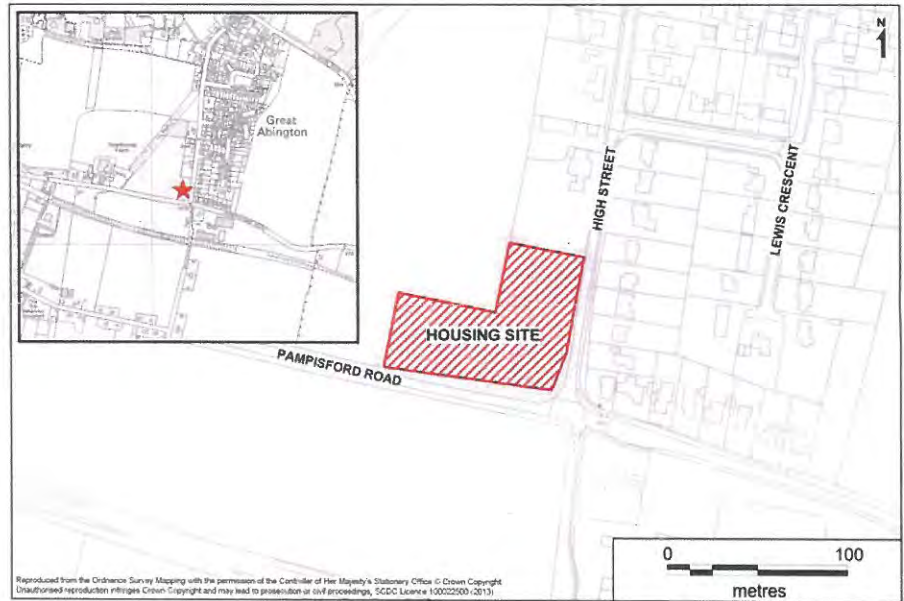 N
Great
Abington
HIGH STREET
LEWIS CRESCENT
HOUSING SITE
PAMPISFORD ROAD
0 100
metres
Reproduced from the Ordnance Survey Mapping with the permission of the Controller of Her Majesty's Stationery Office © Crown Copyright
Unauthorised reproduction infringes Crown Copyright and may lead to prosecution or civil proceedings, SCDC Licence 100022500 (2013)